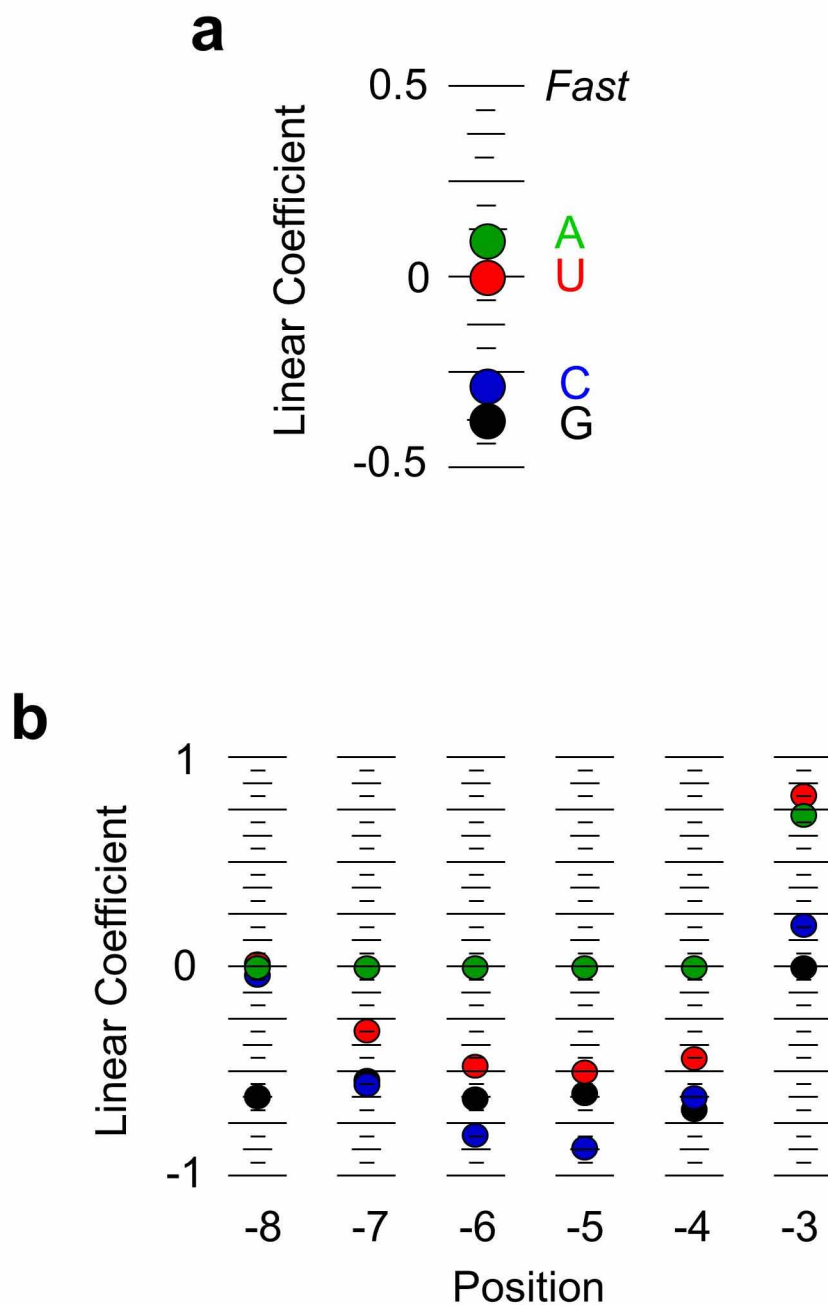 a
0.5 Fast
A
0 U
C
G
-0.5
Linear Coefficient
b
1
0
-1
Linear Coefficient
-8 -7 -6 -5 -4 -3
Position